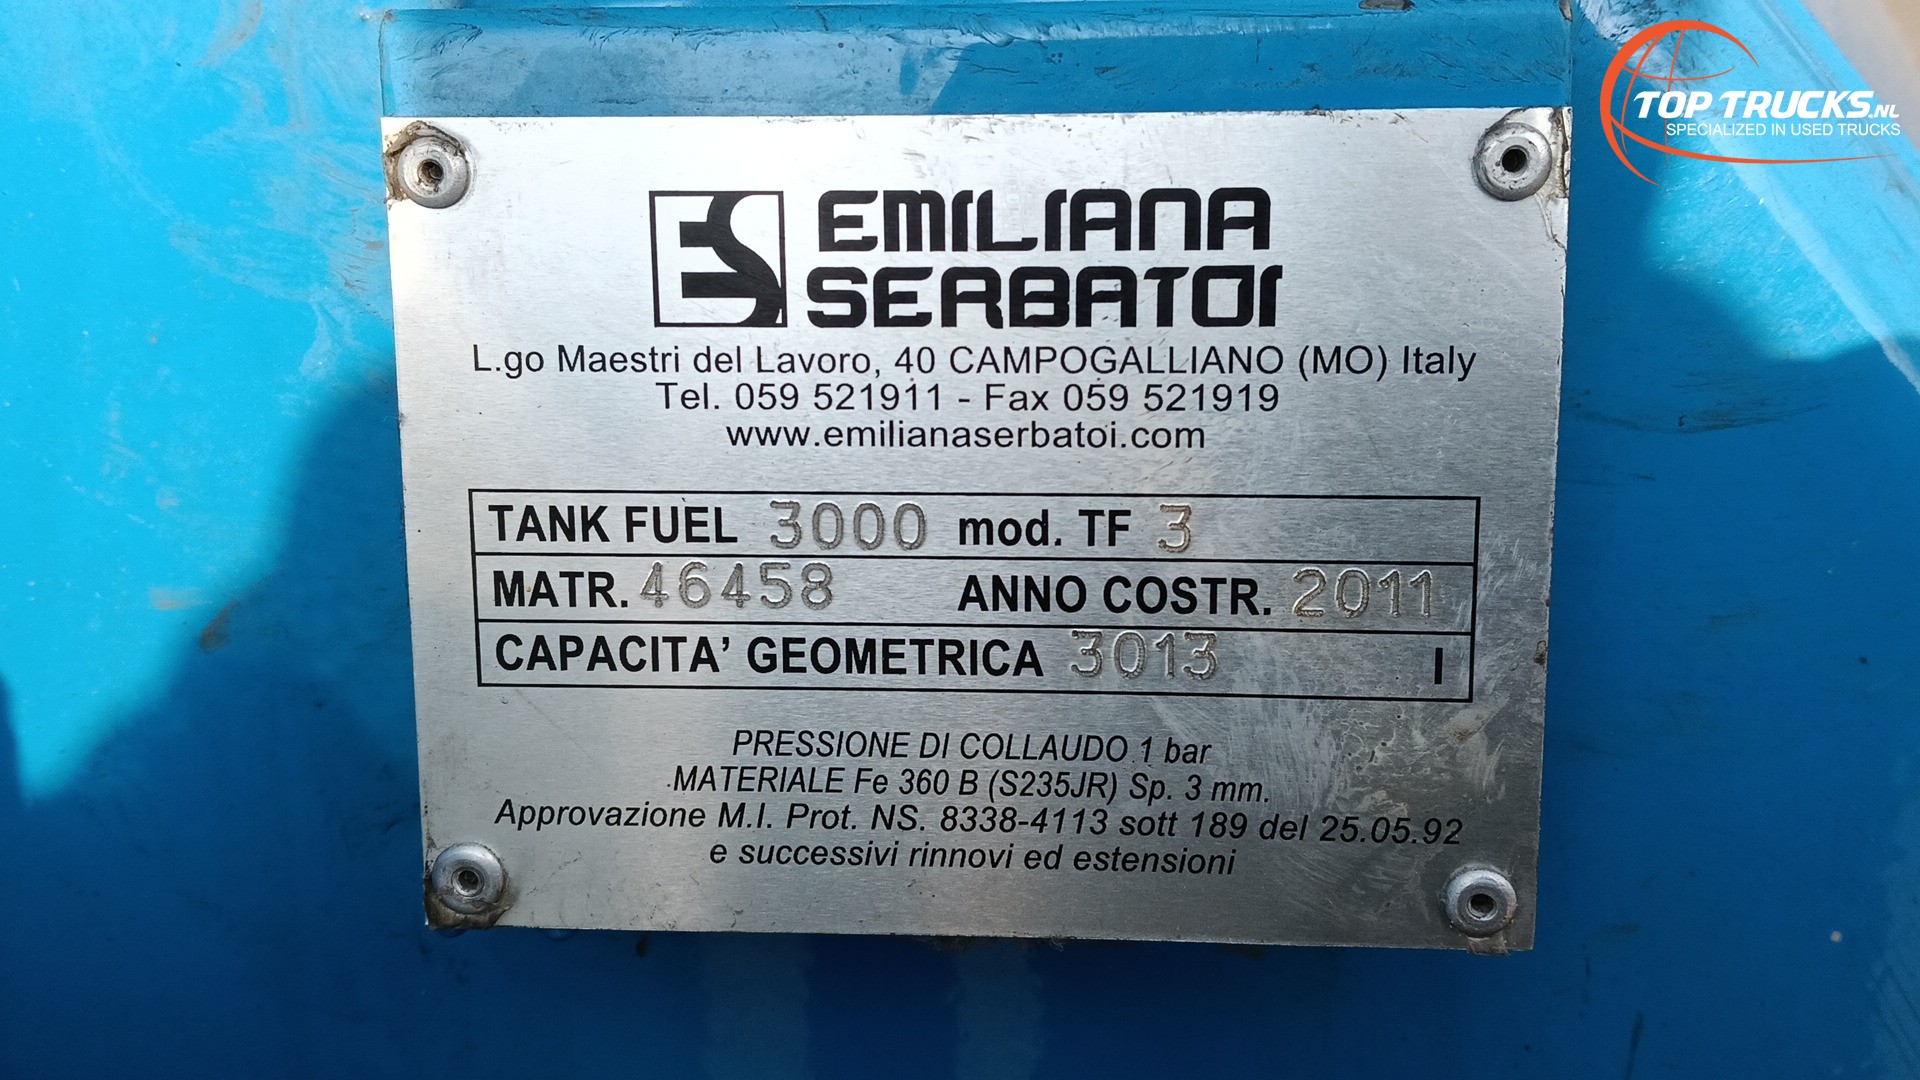 TOP TRUCKS.NL
SPECIALIZED IN USED TRUCKS
ES EMILIANA
SERBATOI
L.go Maestri del Lavoro, 40 CAMPOGALLIANO (MO) Italy
Tel. 059 521911 - Fax 059 521919
www.emilianaserbatoi.com
TANK FUEL 3000 mod. TF 3
MATR. 46458 ANNO COSTR. 2011
CAPACITA' GEOMETRICA 3013 l
PRESSIONE DI COLLAUDO 1 bar
MATERIALE Fe 360 B (S235JR) Sp. 3 mm.
Approvazione M.I. Prot. NS. 8338-4113 sott 189 del 25.05.92
e successivi rinnovi ed estensioni